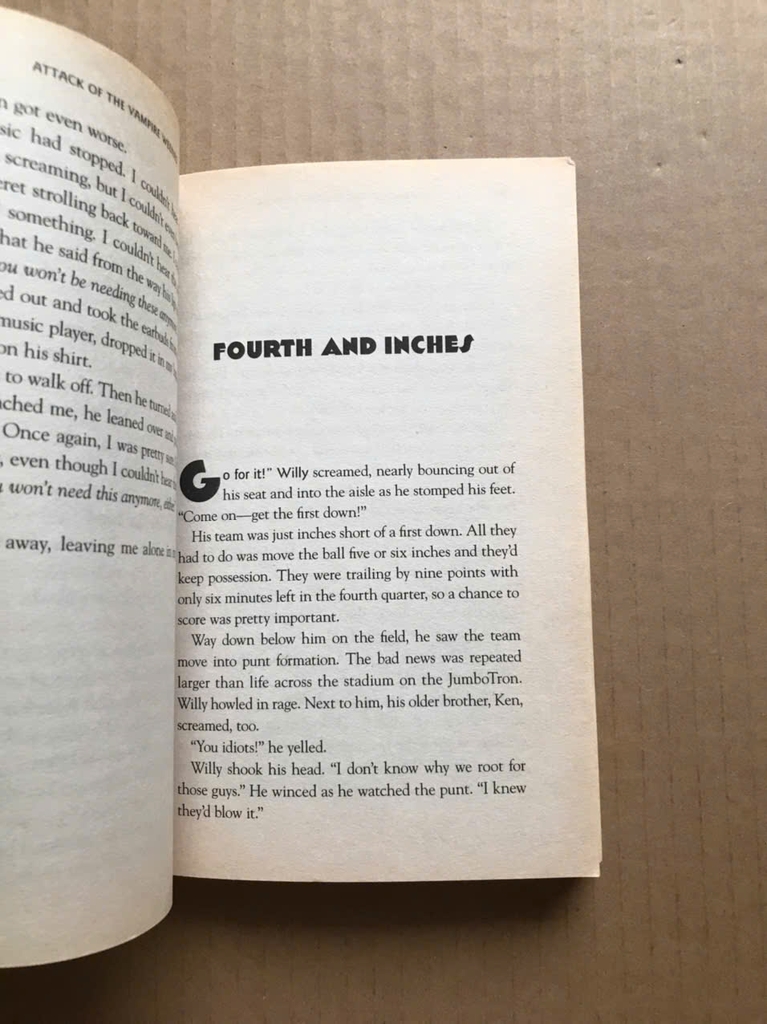 ATTACK OF THE VAMPIRE
got even worse.
had stopped. I couldn't
screaming, but I couldn't
strolling back toward
something. I couldn't hear
hat he said from the way his
won't be needing these
out and took the earbuds
music player, dropped it in
on his shirt.
to walk off. Then he turned
me, he leaned over and
Once again, I was pretty
, even though I couldn't hear
won't need this anymore,
away, leaving me alone in
FOURTH AND INCHES
Go for it!" Willy screamed, nearly bouncing out of
his seat and into the aisle as he stomped his feet.
"Come on—get the first down!"
His team was just inches short of a first down. All they
had to do was move the ball five or six inches and they'd
keep possession. They were trailing by nine points with
only six minutes left in the fourth quarter, so a chance to
score was pretty important.
Way down below him on the field, he saw the team
move into punt formation. The bad news was repeated
larger than life across the stadium on the JumboTron.
Willy howled in rage. Next to him, his older brother, Ken,
screamed, too.
"You idiots!" he yelled.
Willy shook his head. "I don't know why we root for
those guys." He winced as he watched the punt. "I knew
they'd blow it."